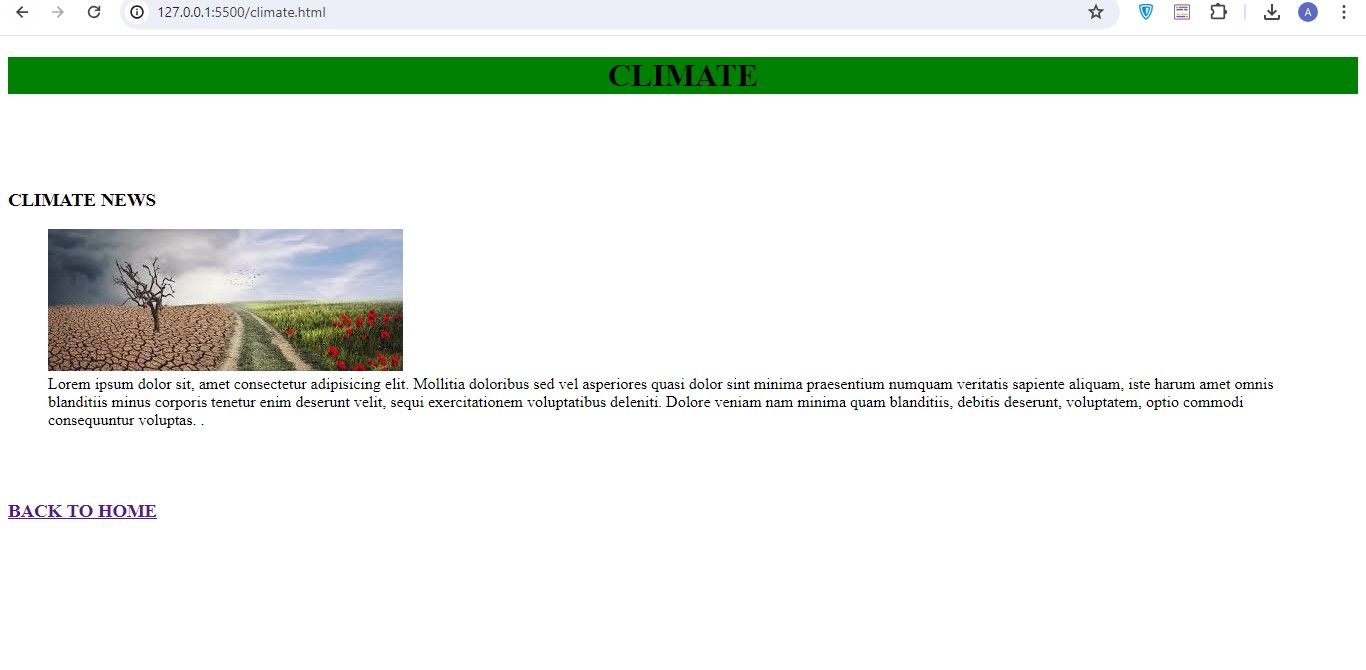 127.0.0.1:5500/climate.html
A
CLIMATE
CLIMATE NEWS
Lorem ipsum dolor sit, amet consectetur adipisicing elit. Mollitia doloribus sed vel asperiores quasi dolor sint minima praesentium numquam veritatis sapiente aliquam, iste harum amet omnis
blanditiis minus corporis tenetur enim deserunt velit, sequi exercitationem voluptatibus deleniti. Dolore veniam nam minima quam blanditiis, debitis deserunt, voluptatem, optio commodi
consequuntur voluptas. .
BACK TO HOME